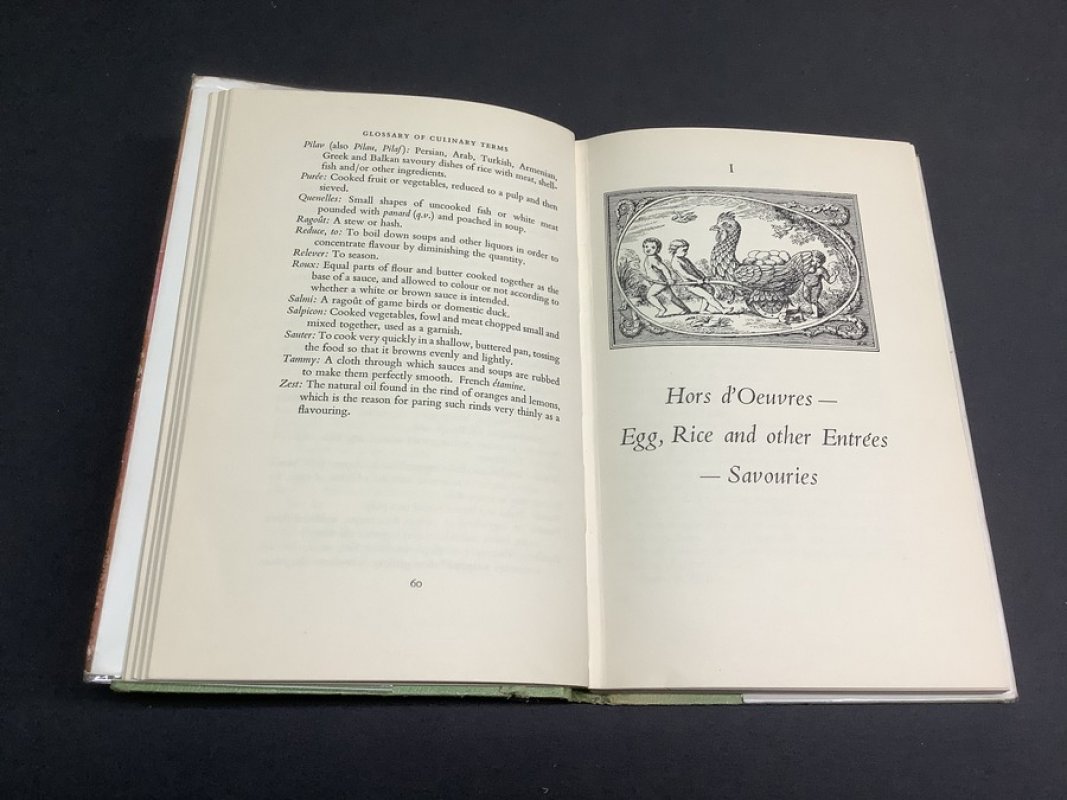 GLOSSARY OF CULINARY TERMS
Pilav (also Pilau, Pilaf): Persian, Arab, Turkish, Armenian,
Greek and Balkan savoury dishes of rice with meat, shell-
fish and/or other ingredients.
Purée: Cooked fruit or vegetables, reduced to a pulp and then
sieved.
Quenelles: Small shapes of uncooked fish or white meat
pounded with panard (q.v.) and poached in soup.
Ragoût: A stew or hash.
Reduce, to: To boil down soups and other liquors in order to
concentrate flavour by diminishing the quantity.
Relever: To season.
Roux: Equal parts of flour and butter cooked together as the
base of a sauce, and allowed to colour or not according to
whether a white or brown sauce is intended.
Salmi: A ragoût of game birds or domestic duck.
Salpicon: Cooked vegetables, fowl and meat chopped small and
mixed together, used as a garnish.
Sauter: To cook very quickly in a shallow, buttered pan, tossing
the food so that it browns evenly and lightly.
Tammy: A cloth through which sauces and soups are rubbed
to make them perfectly smooth. French étamine.
Zest: The natural oil found in the rind of oranges and lemons,
which is the reason for paring such rinds very thinly as a
flavouring.
60
I
Hors d'Oeuvres —
Egg, Rice and other Entrées
— Savouries